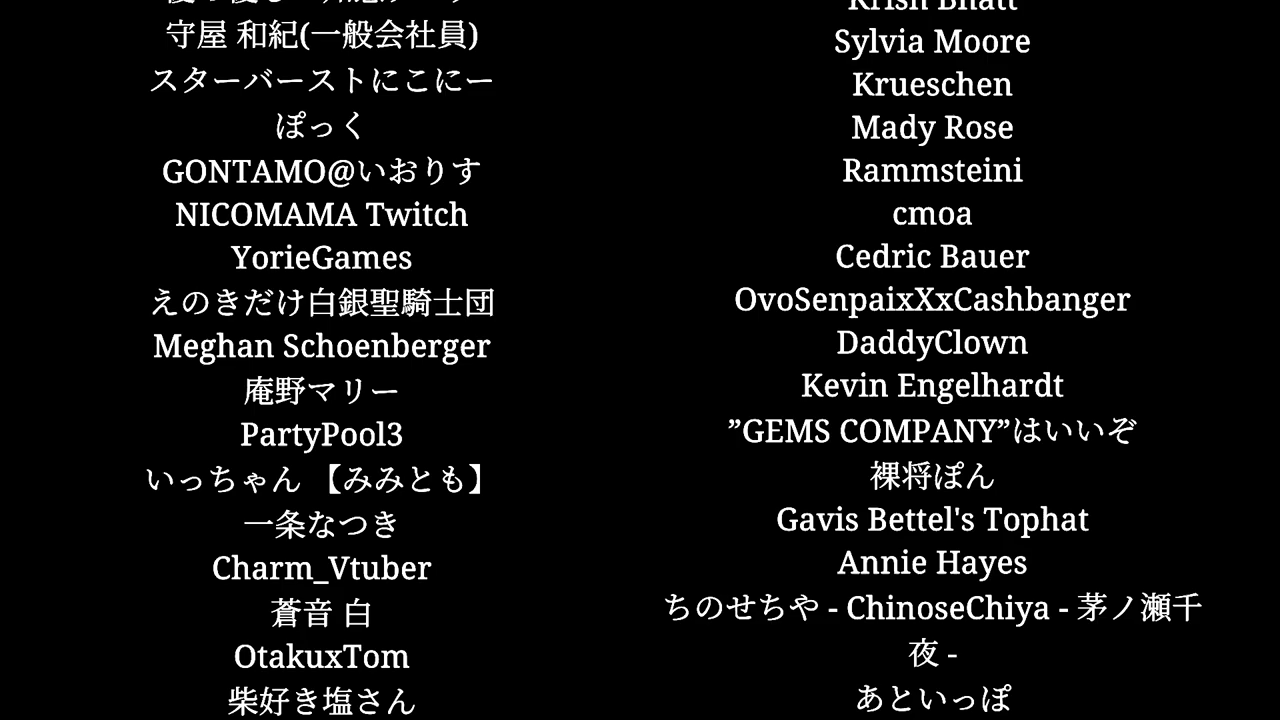 守屋 和紀(一般会社員)
スターバーストにこにー
ぽっく
GONTAMO@いおりす
NICOMAMA Twitch
YorieGames
えのきだけ白銀聖騎士団
Meghan Schoenberger
庵野マリー
PartyPool3
いっちゃん 【みみとも】
一条なつき
Charm_Vtuber
蒼音 白
OtakuxTom
柴好き塩さん
Krish Bhatt
Sylvia Moore
Krueschen
Mady Rose
Rammsteini
cmoa
Cedric Bauer
OvoSenpaixXxCashbanger
DaddyClown
Kevin Engelhardt
”GEMS COMPANY”はいいぞ
裸将ぽん
Gavis Bettel's Tophat
Annie Hayes
ちのせちや - ChinoseChiya - 茅ノ瀬千
夜 -
あといっぽ